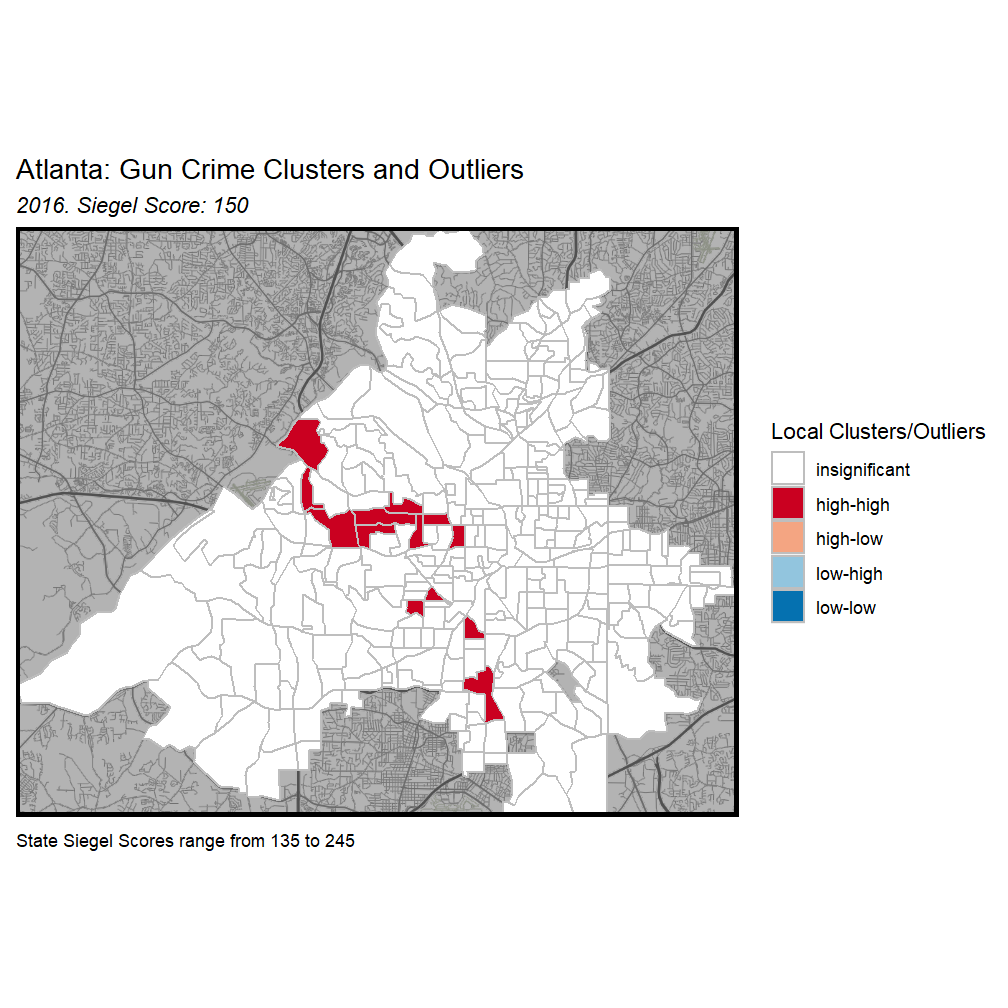 Atlanta: Gun Crime Clusters and Outliers
2016. Siegel Score: 150
Local Clusters/Outliers
insignificant
high-high
high-low
low-high
low-low
State Siegel Scores range from 135 to 245